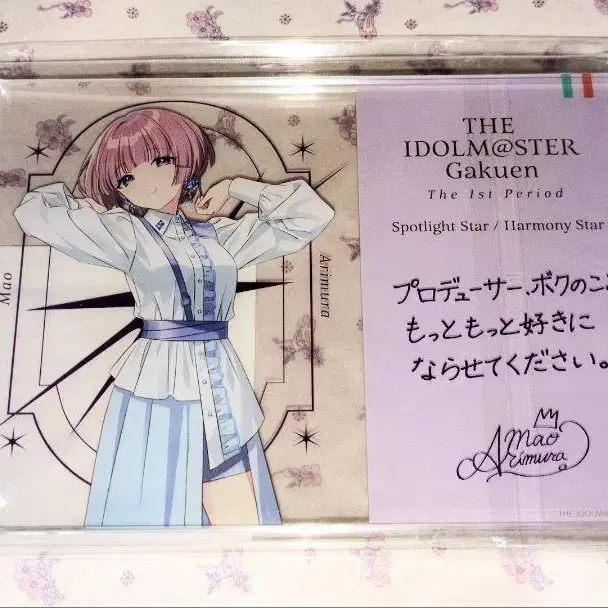 Mao
Arimura
THE
IDOLM@STER
Gakuen
The 1st Period
Spotlight Star / Harmony Star
プロデューサー、ボクのこ
もっともっと好きに
ならせてください。
Mao
Arimura
THE IDOLM@